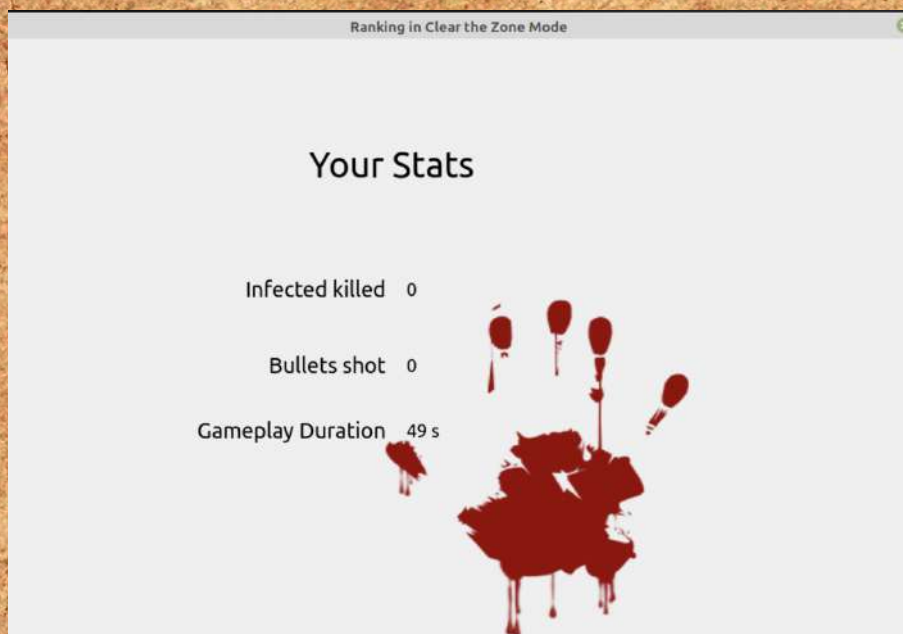 Ranking in Clear the Zone Mode
Your Stats
Infected killed 0
Bullets shot 0
Gameplay Duration 49 s